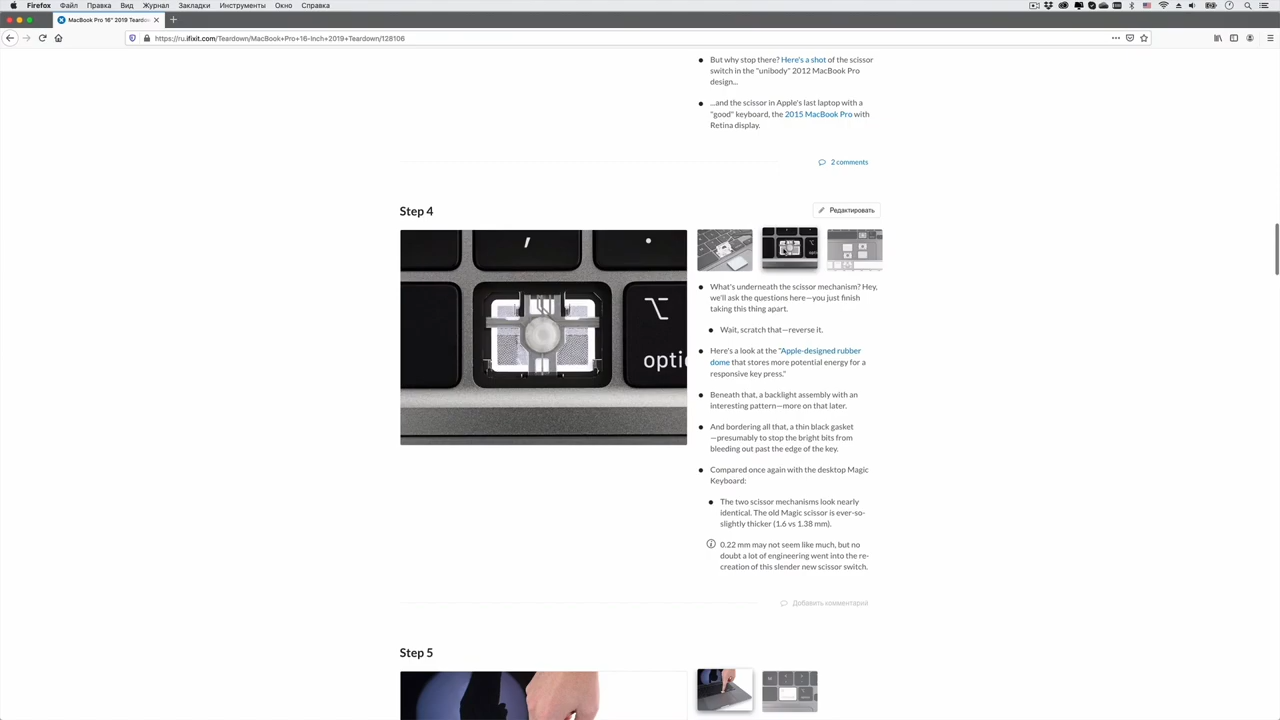 Firefox Файл Правка Вид Журнал Закладки Инструменты Окно Справка
MacBook Pro 16" 2019 Teardow
https://ru.ifixit.com/Teardown/MacBook+Pro+16-Inch+2019+Teardown/128106
But why stop there? Here's a shot of the scissor
switch in the "unibody" 2012 MacBook Pro
design...
...and the scissor in Apple's last laptop with a
"good" keyboard, the 2015 MacBook Pro with
Retina display.
2 comments
Step 4
Редактировать
What's underneath the scissor mechanism? Hey,
we'll ask the questions here—you just finish
taking this thing apart.
Wait, scratch that—reverse it.
Here's a look at the "Apple-designed rubber
dome that stores more potential energy for a
responsive key press."
Beneath that, a backlight assembly with an
interesting pattern—more on that later.
And bordering all that, a thin black gasket
—presumably to stop the bright bits from
bleeding out past the edge of the key.
Compared once again with the desktop Magic
Keyboard:
The two scissor mechanisms look nearly
identical. The old Magic scissor is ever-so-
slightly thicker (1.6 vs 1.38 mm).
0.22 mm may not seem like much, but no
doubt a lot of engineering went into the re-
creation of this slender new scissor switch.
Добавить комментарий
Step 5